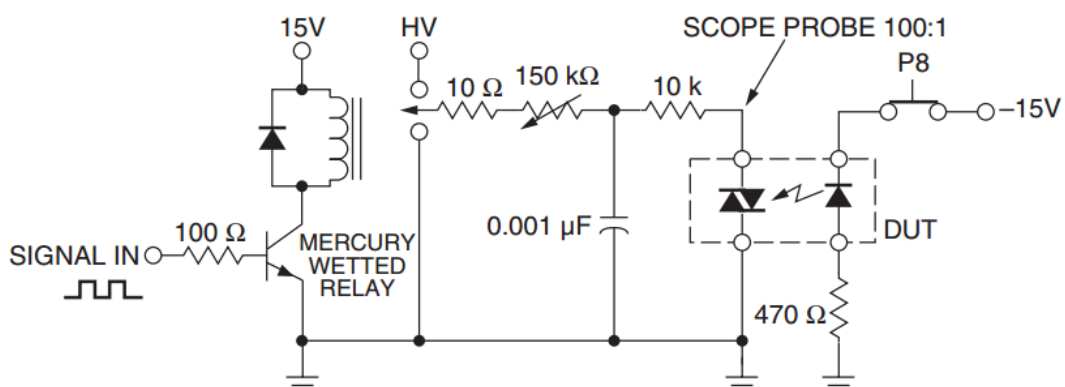 15V
HV
SCOPE PROBE 100:1
P8
10 Ω
150 kΩ
10 k
–15V
100 Ω
SIGNAL IN
MERCURY
WETTED
RELAY
0.001 µF
DUT
470 Ω